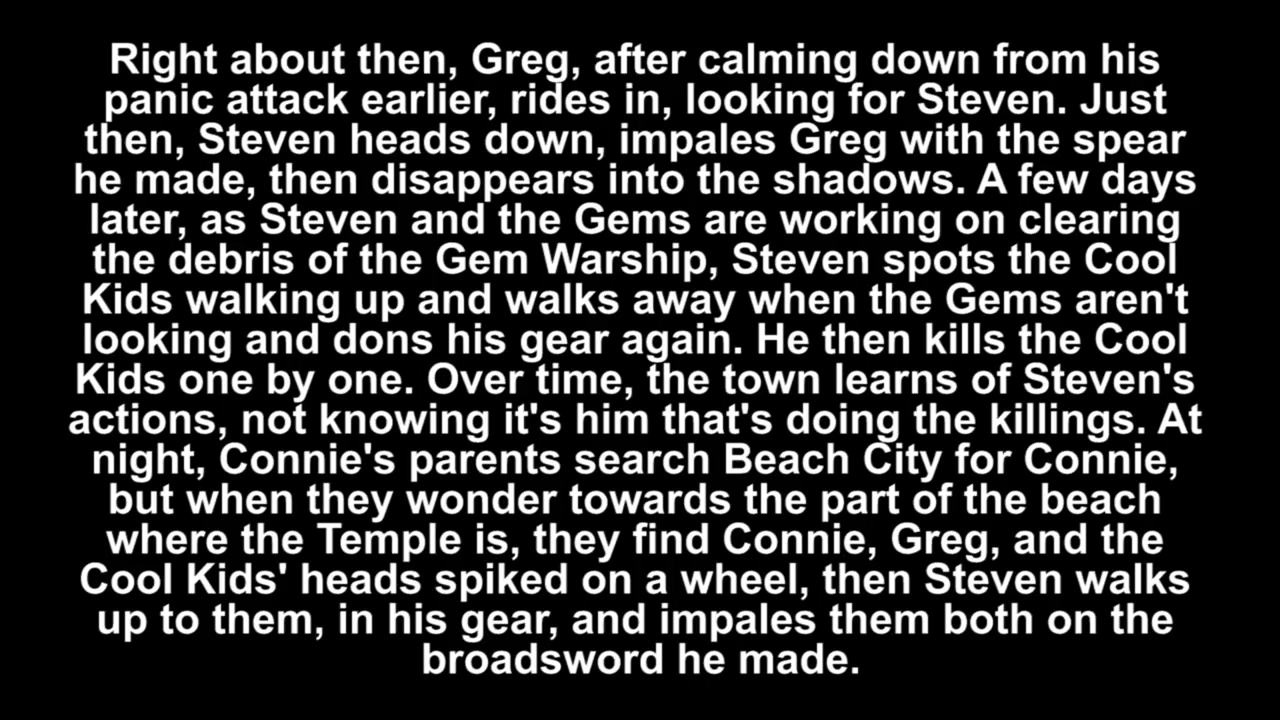 Right about then, Greg, after calming down from his
panic attack earlier, rides in, looking for Steven. Just
then, Steven heads down, impales Greg with the spear
he made, then disappears into the shadows. A few days
later, as Steven and the Gems are working on clearing
the debris of the Gem Warship, Steven spots the Cool
Kids walking up and walks away when the Gems aren't
looking and dons his gear again. He then kills the Cool
Kids one by one. Over time, the town learns of Steven's
actions, not knowing it's him that's doing the killings. At
night, Connie's parents search Beach City for Connie,
but when they wonder towards the part of the beach
where the Temple is, they find Connie, Greg, and the
Cool Kids' heads spiked on a wheel, then Steven walks
up to them, in his gear, and impales them both on the
broadsword he made.